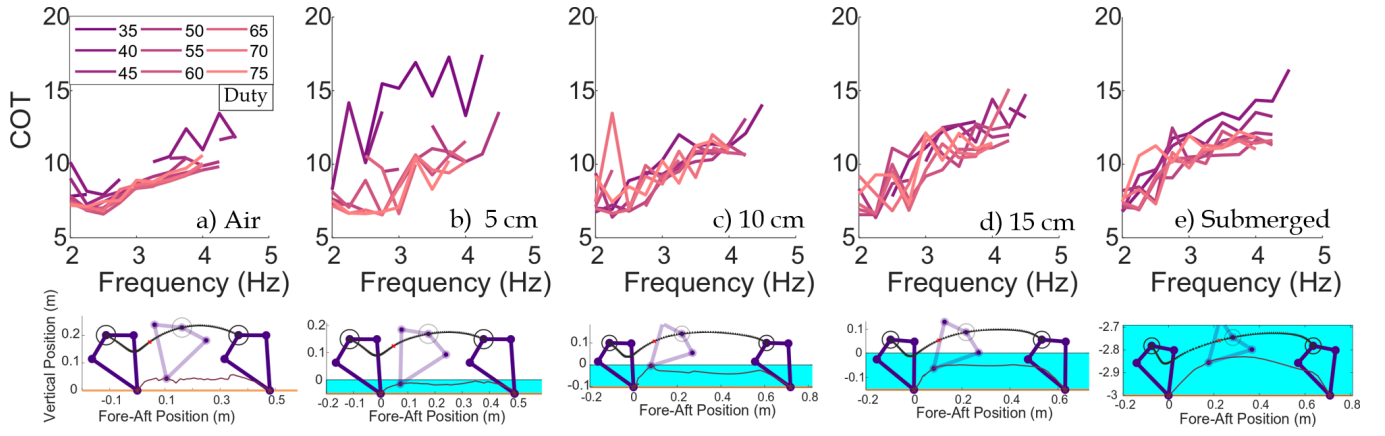 20
15
10
5
COT
35 50 65
40 55 70
45 60 75
Duty
a) Air
2 3 4 5
Frequency (Hz)
20
15
10
5
b) 5 cm
2 3 4 5
Frequency (Hz)
20
15
10
5
c) 10 cm
2 3 4 5
Frequency (Hz)
20
15
10
5
d) 15 cm
2 3 4 5
Frequency (Hz)
20
15
10
5
e) Submerged
2 3 4 5
Frequency (Hz)
Vertical Position (m)
0.2
0.1
0
-0.1 0 0.1 0.2 0.3 0.4 0.5
Fore-Aft Position (m)
0.2
0.1
0
-0.2 -0.1 0 0.1 0.2 0.3 0.4 0.5
Fore-Aft Position (m)
0.1
0
-0.1
-0.2 0 0.2 0.4 0.6 0.8
Fore-Aft Position (m)
0.1
0
-0.1
-0.2 0 0.2 0.4 0.6
Fore-Aft Position (m)
-2.7
-2.8
-2.9
-3
-0.2 0 0.2 0.4 0.6 0.8
Fore-Aft Position (m)